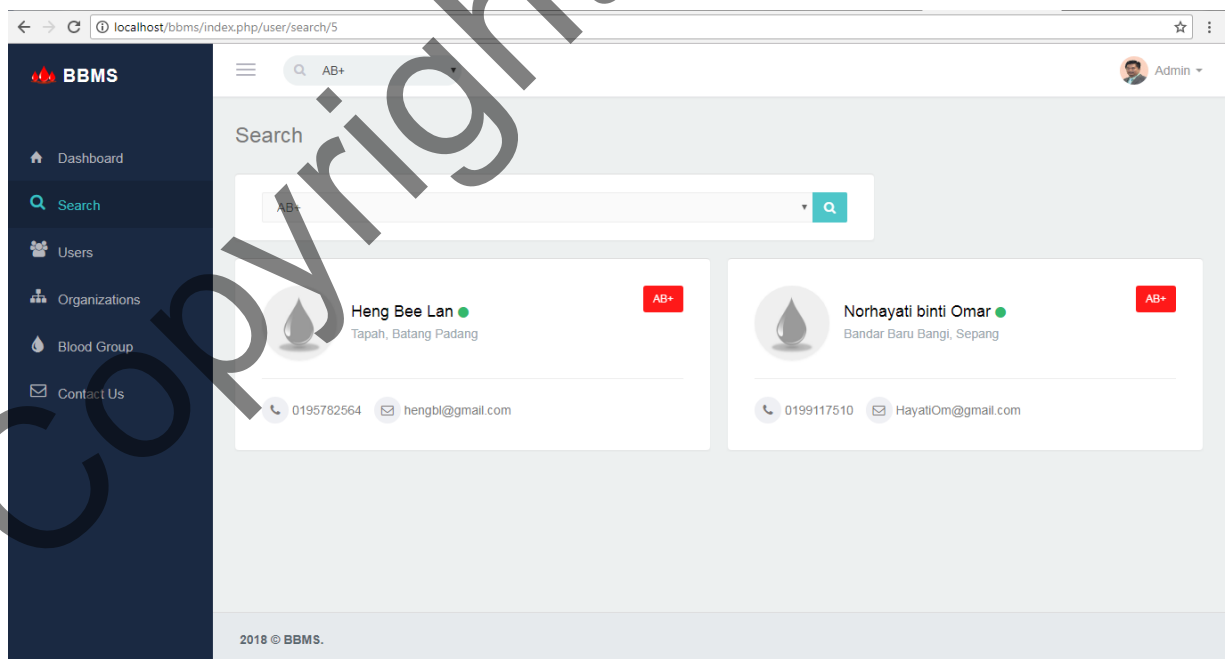 localhost/bbms/index.php/user/search/5
BBMS
AB+
Admin
Search
Dashboard
Search
Users
Organizations
Blood Group
Contact Us
AB+
Heng Bee Lan
AB+
Tapah, Batang Padang
0195782564 hengbl@gmail.com
Norhayati binti Omar
AB+
Bandar Baru Bangi, Sepang
0199117510 HayatiOm@gmail.com
2018 © BBMS.
Copyright